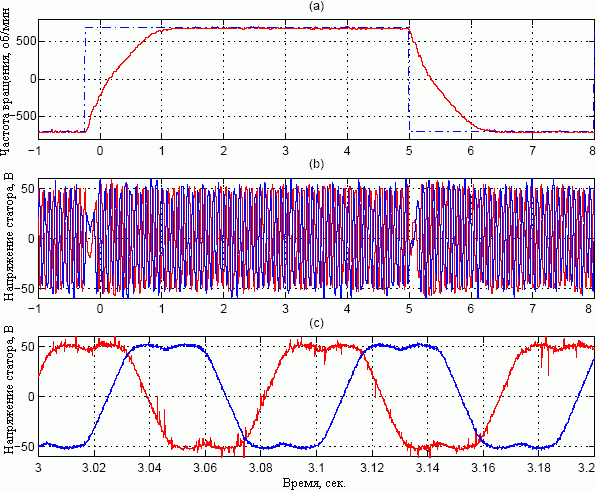 (a)
Частота вращения, об/мин
500
0
−500
−1 0 1 2 3 4 5 6 7 8
(b)
Напряжение статора, В
50
0
−50
−1 0 1 2 3 4 5 6 7 8
(c)
Напряжение статора, В
50
0
−50
3 3.02 3.04 3.06 3.08 3.1 3.12 3.14 3.16 3.18 3.2
Время, сек.